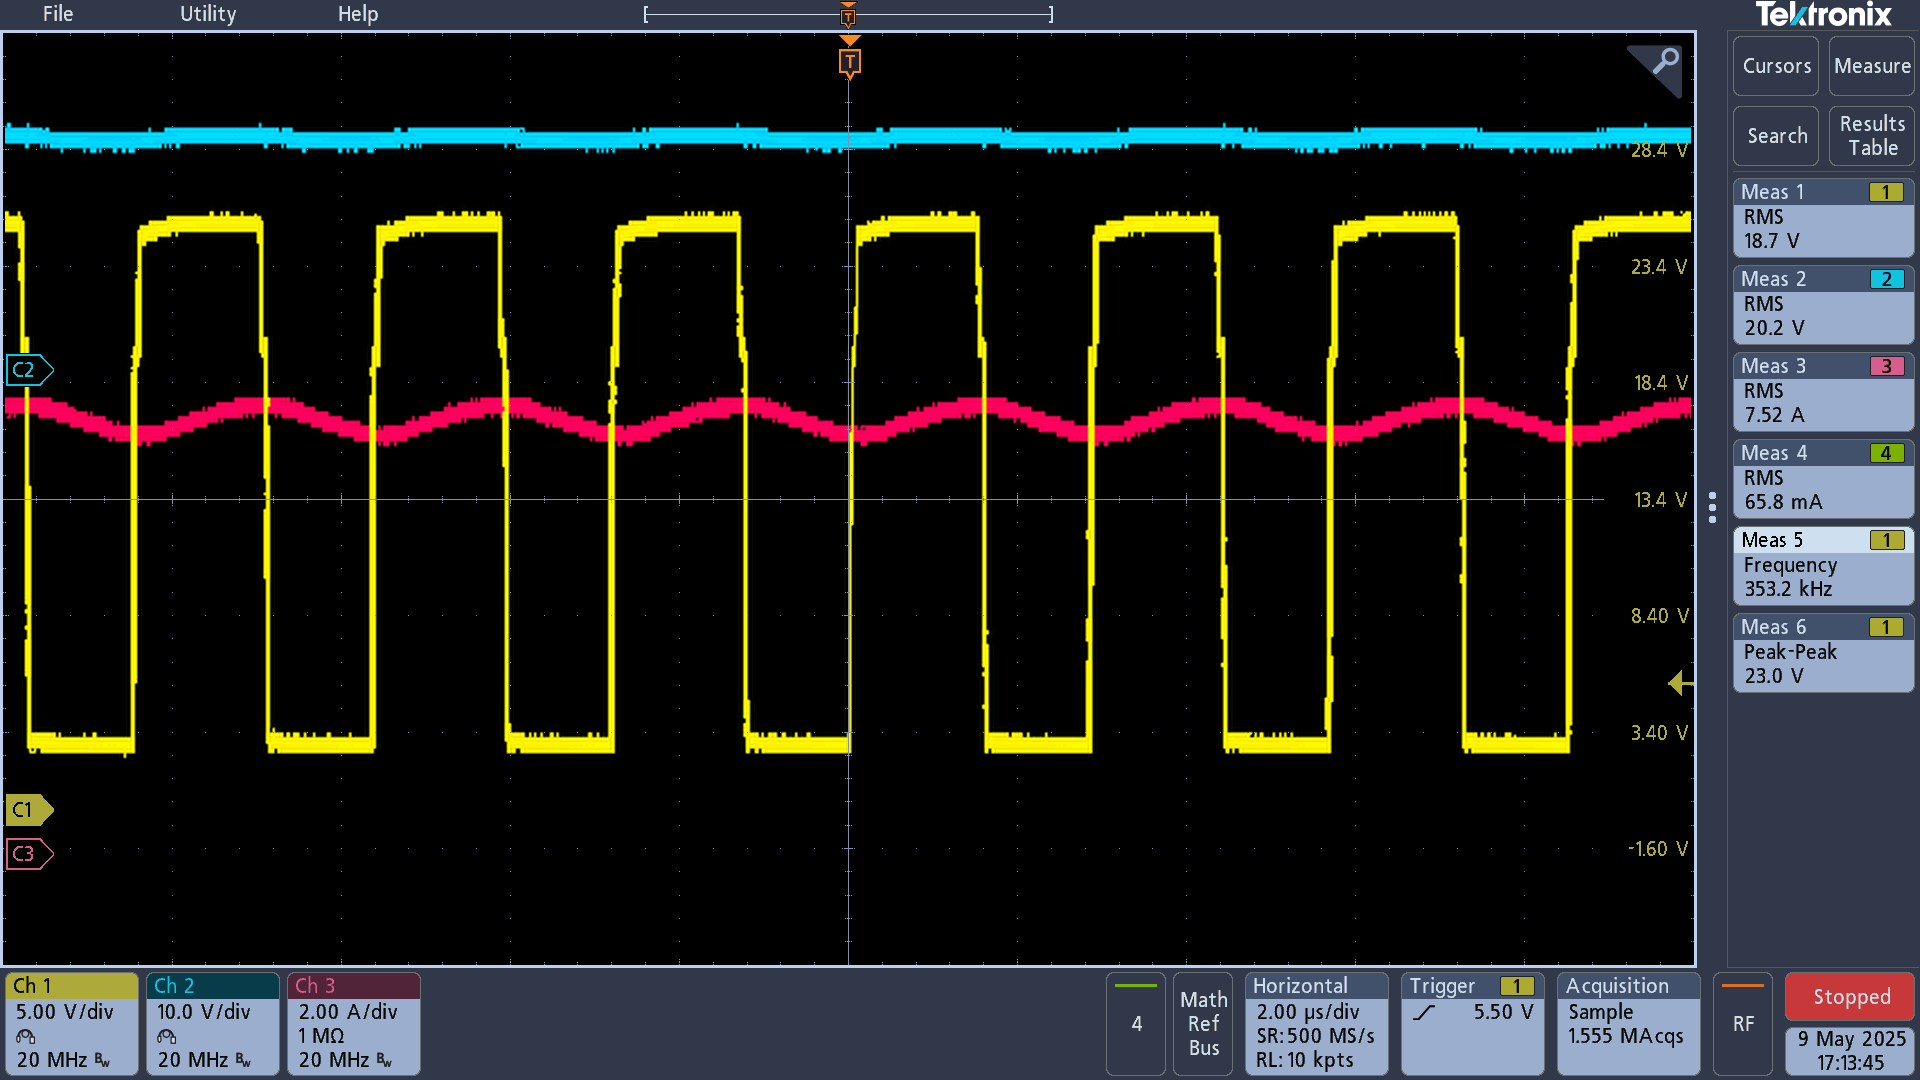 File Utility Help
T
Tektronix
T
Cursors Measure
Search Results Table
28.4 V
23.4 V
18.4 V
13.4 V
8.40 V
3.40 V
-1.60 V
C2
C1
C3
Meas 1 1
RMS
18.7 V
Meas 2 2
RMS
20.2 V
Meas 3 3
RMS
7.52 A
Meas 4 4
RMS
65.8 mA
Meas 5 1
Frequency
353.2 kHz
Meas 6 1
Peak-Peak
23.0 V
Ch 1
5.00 V/div
20 MHz Bw
Ch 2
10.0 V/div
20 MHz Bw
Ch 3
2.00 A/div
1 MΩ
20 MHz Bw
4
Math
Ref
Bus
Horizontal
2.00 µs/div
SR: 500 MS/s
RL: 10 kpts
Trigger 1
5.50 V
Acquisition
Sample
1.555 MAcqs
RF
Stopped
9 May 2025
17:13:45